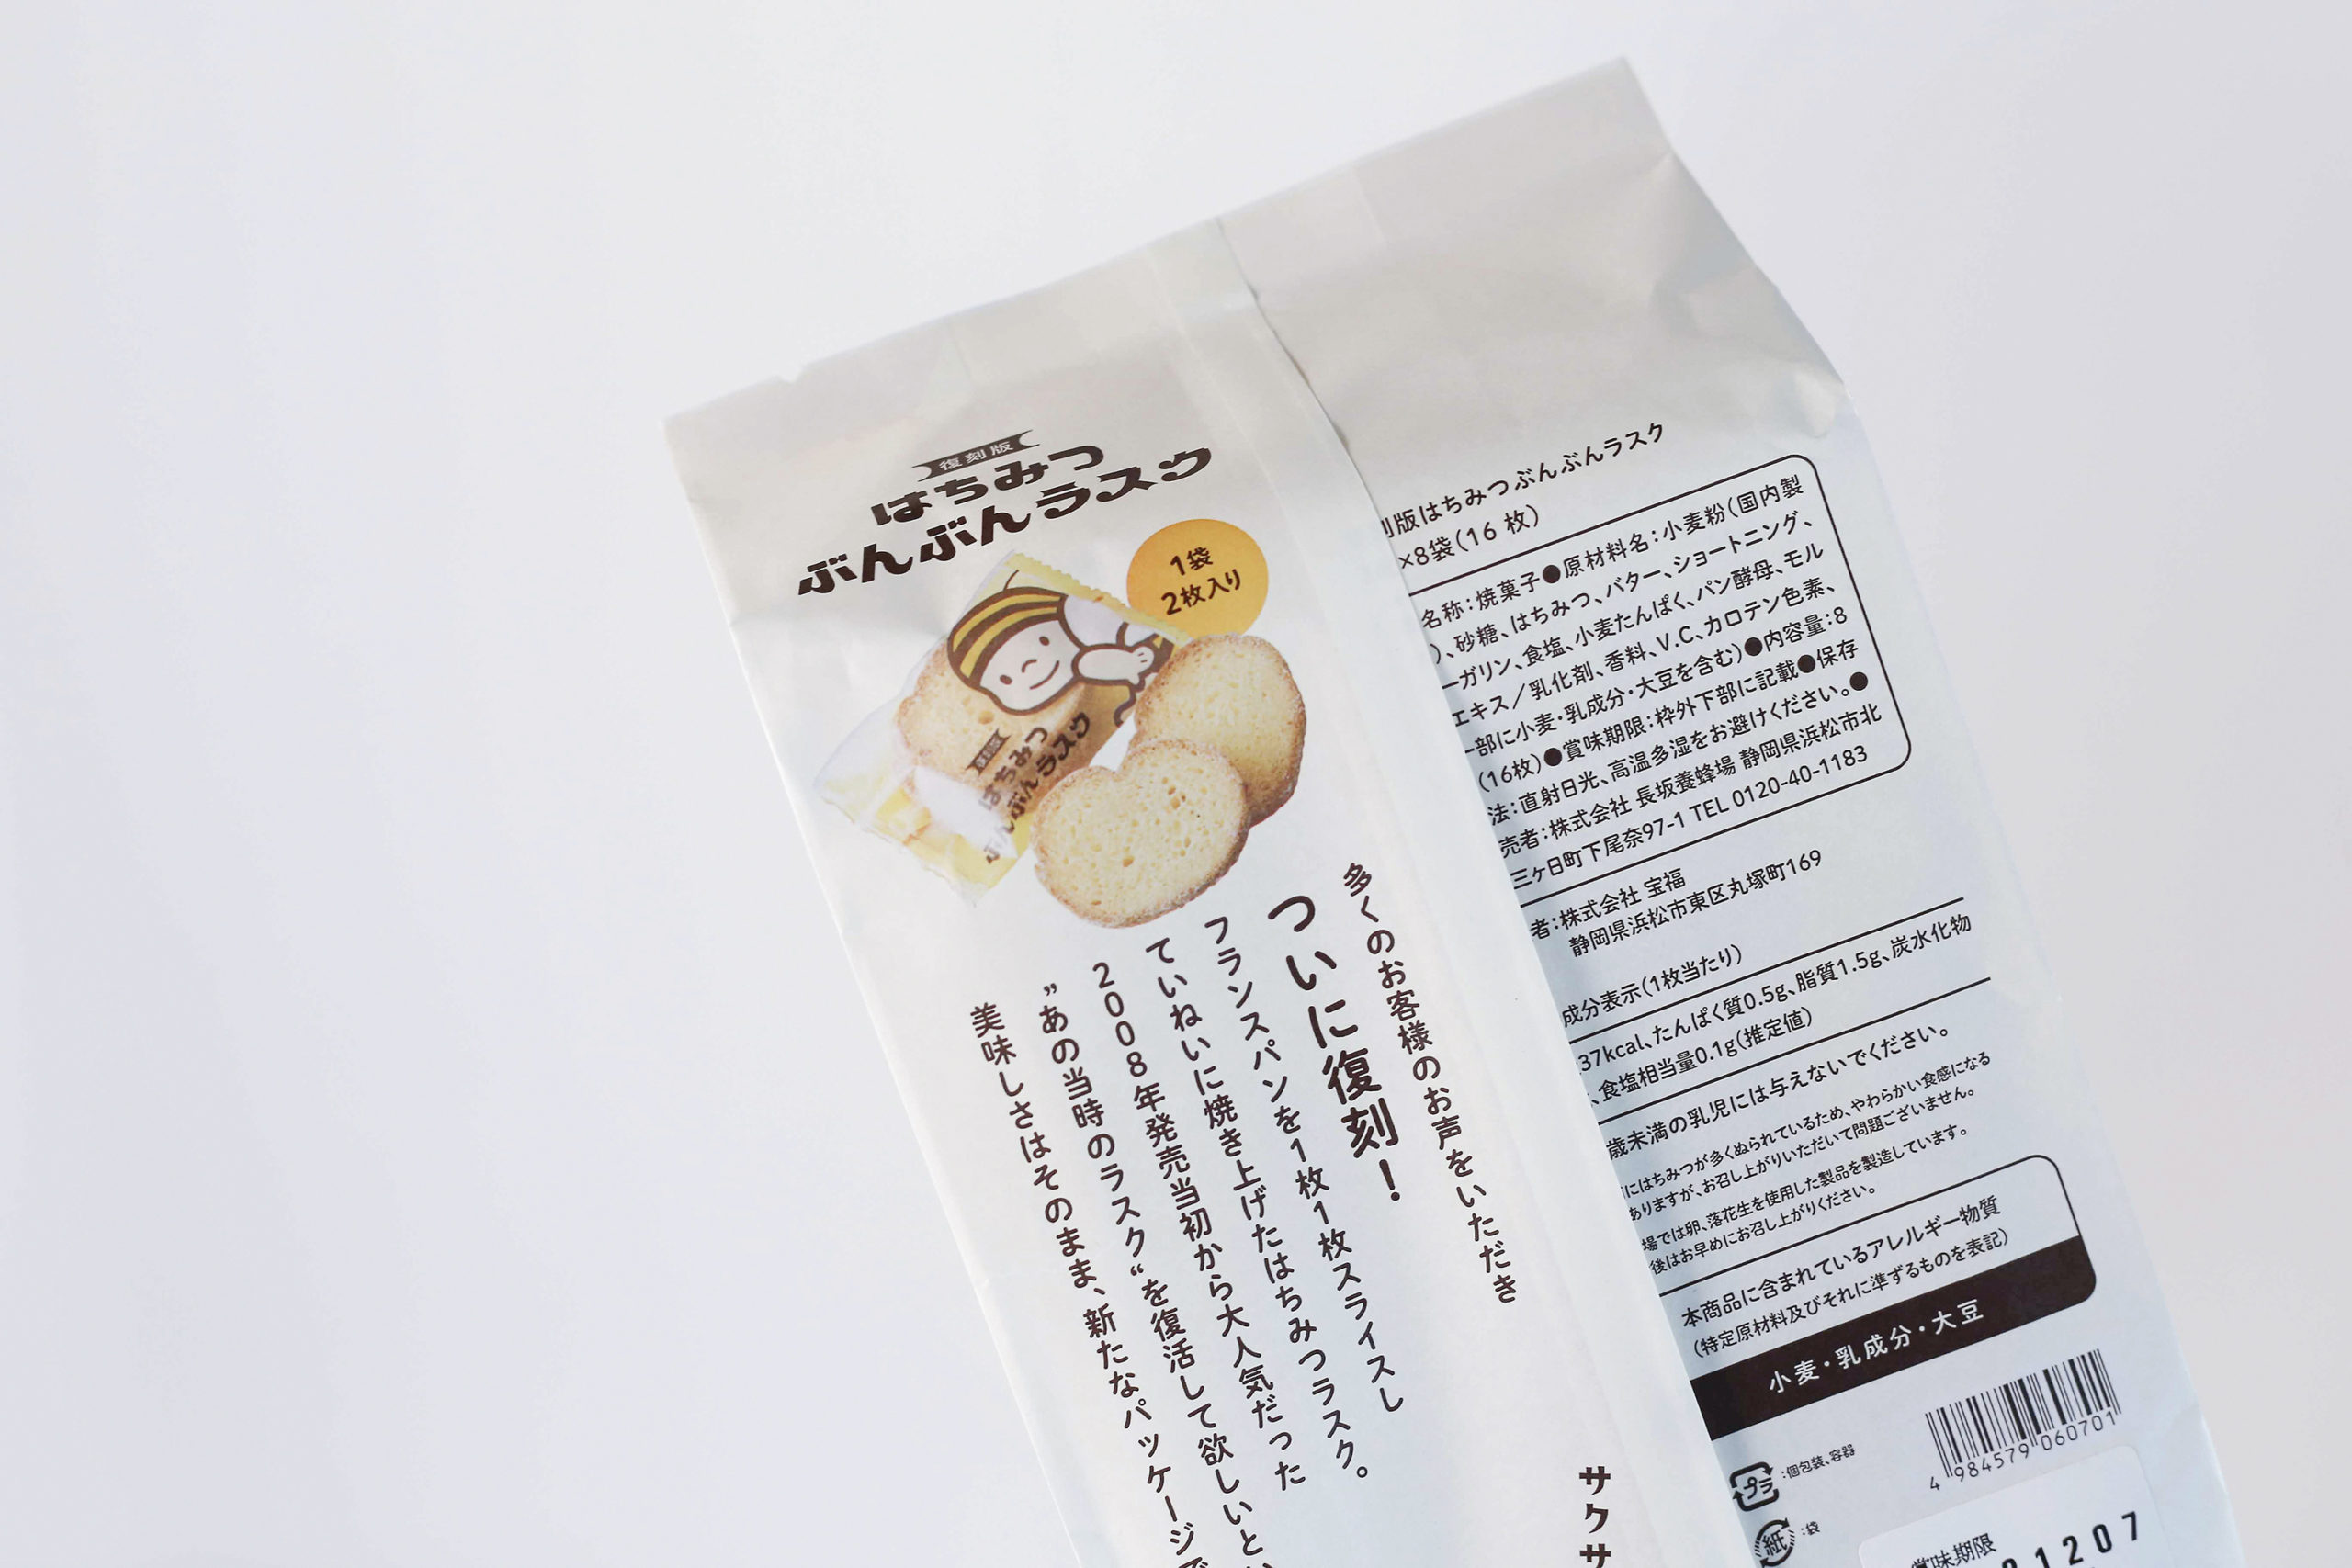 復刻版
はちみつ
ぶんぶんラスク
1袋
2枚入り
復刻版
はちみつ
ぶんぶんラスク
多くのお客様のお声をいただき
ついに復刻!
フランスパンを1枚1枚スライスし
ていねいに焼き上げたはちみつラスク。
2008年発売当初から大人気だった
”あの当時のラスク“を復活して欲しいとい
美味しさはそのまま、新たなパッケージで
サクサ
刻版はちみつぶんぶんラスク
×8袋(16 枚)
名称:焼菓子●原材料名:小麦粉(国内製
)、砂糖、はちみつ、バター、ショートニング、
ーガリン、食塩、小麦たんぱく、パン酵母、モル
エキス/乳化剤、香料、V.C、カロテン色素、
一部に小麦・乳成分・大豆を含む)●内容量:8
(16枚)●賞味期限:枠外下部に記載●保存
法:直射日光、高温多湿をお避けください。●
売者:株式会社 長坂養蜂場 静岡県浜松市北
三ヶ日町下尾奈97-1 TEL 0120-40-1183
者:株式会社 宝福
静岡県浜松市東区丸塚町169
成分表示(1枚当たり)
37kcal、たんぱく質0.5g、脂質1.5g、炭水化物
、食塩相当量0.1g(推定値)
歳未満の乳児には与えないでください。
にはちみつが多くぬられているため、やわらかい食感になる
ありますが、お召し上がりいただいて問題ございません。
場では卵、落花生を使用した製品を製造しています。
後はお早めにお召し上がりください。
本商品に含まれているアレルギー物質
(特定原材料及びそれに準ずるものを表記)
小麦・乳成分・大豆
4 984579 060701
プラ
:個包装、容器
紙
:袋
賞味期限
1207